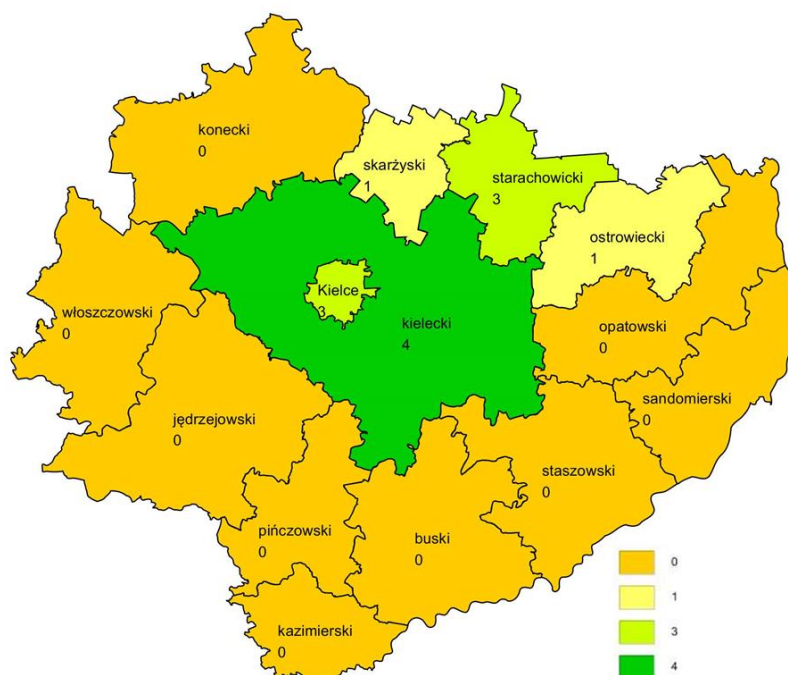 konecki
0
skarżyski
1
starachowicki
3
ostrowiecki
1
włoszczowski
0
Kielce
3
kielecki
4
opatowski
0
sandomierski
0
jędrzejowski
0
staszowski
0
pińczowski
0
buski
0
kazimierski
0
0
1
3
4